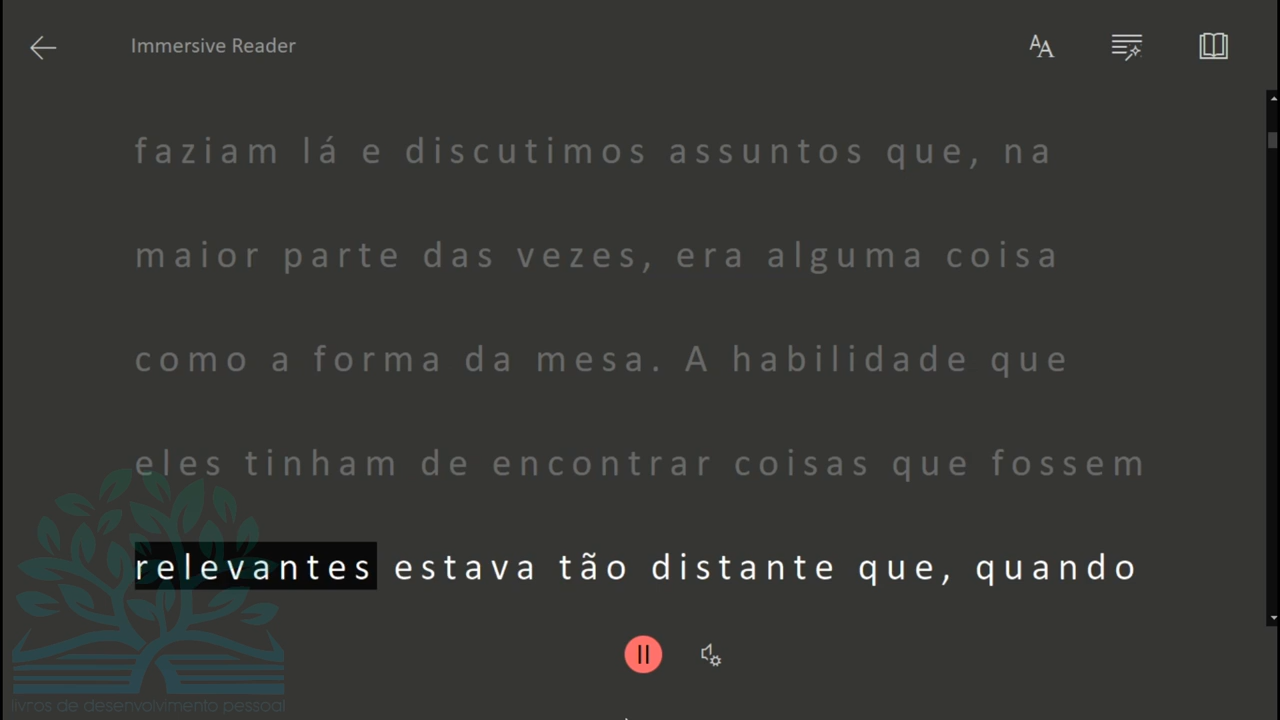 Immersive Reader
faziam lá e discutimos assuntos que, na
maior parte das vezes, era alguma coisa
como a forma da mesa. A habilidade que
eles tinham de encontrar coisas que fossem
relevantes estava tão distante que, quando
livros de desenvolvimento pessoal